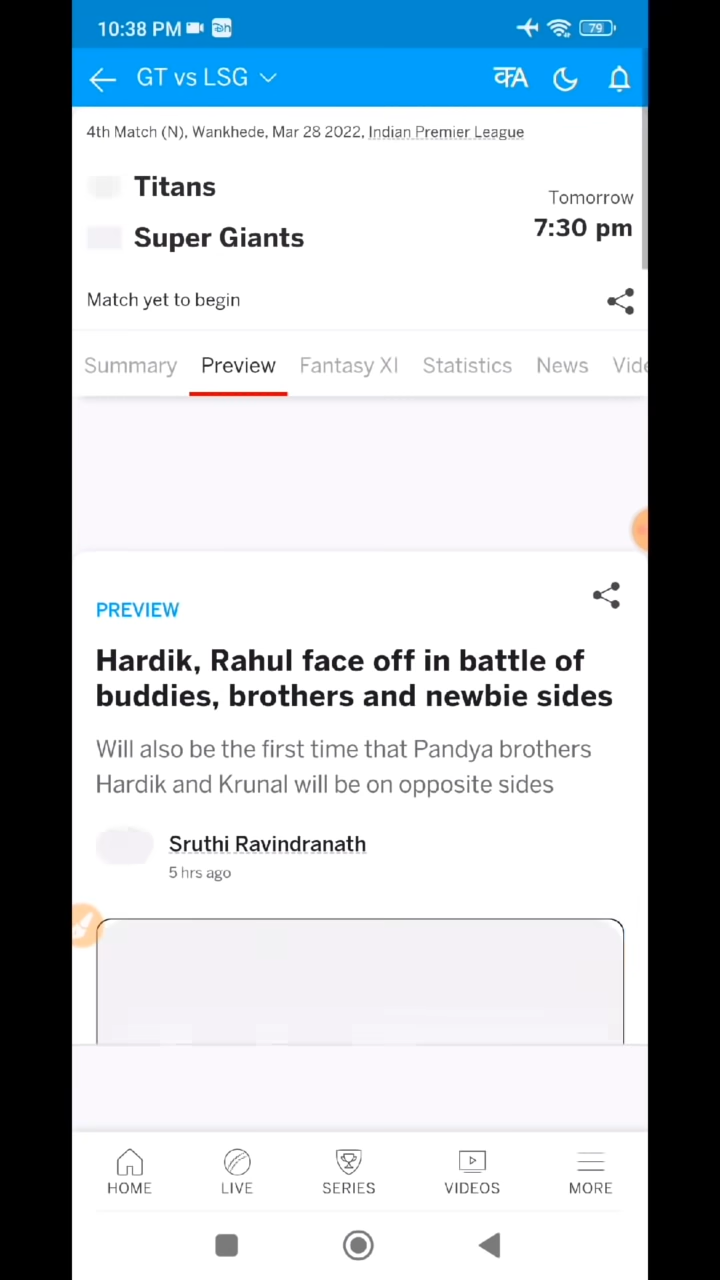 10:38 PM
79
GT vs LSG
4th Match (N), Wankhede, Mar 28 2022, Indian Premier League
Titans
Tomorrow
Super Giants
7:30 pm
Match yet to begin
Summary Preview Fantasy XI Statistics News Vide
PREVIEW
Hardik, Rahul face off in battle of
buddies, brothers and newbie sides
Will also be the first time that Pandya brothers
Hardik and Krunal will be on opposite sides
Sruthi Ravindranath
5 hrs ago
HOME LIVE SERIES VIDEOS MORE